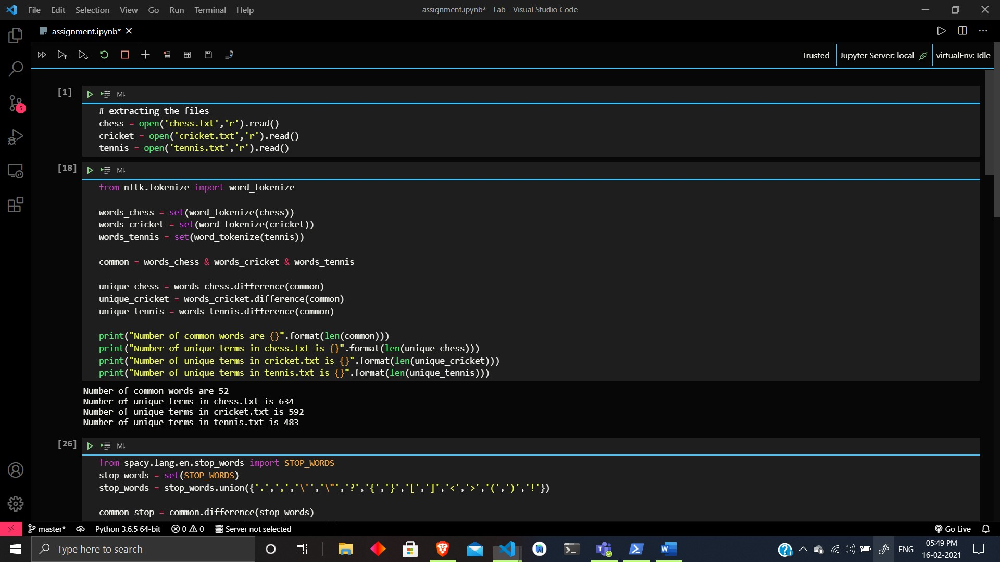 File Edit Selection View Go Run Terminal Help
assignment.ipynb* - Lab - Visual Studio Code
assignment.ipynb*
Trusted
Jupyter Server: local
virtualEnv: Idle
5
[1]
M↓
# extracting the files
chess = open('chess.txt','r').read()
cricket = open('cricket.txt','r').read()
tennis = open('tennis.txt','r').read()
[18]
M↓
from nltk.tokenize import word_tokenize
words_chess = set(word_tokenize(chess))
words_cricket = set(word_tokenize(cricket))
words_tennis = set(word_tokenize(tennis))
common = words_chess & words_cricket & words_tennis
unique_chess = words_chess.difference(common)
unique_cricket = words_cricket.difference(common)
unique_tennis = words_tennis.difference(common)
print("Number of common words are {}".format(len(common)))
print("Number of unique terms in chess.txt is {}".format(len(unique_chess)))
print("Number of unique terms in cricket.txt is {}".format(len(unique_cricket)))
print("Number of unique terms in tennis.txt is {}".format(len(unique_tennis)))
Number of common words are 52
Number of unique terms in chess.txt is 634
Number of unique terms in cricket.txt is 592
Number of unique terms in tennis.txt is 483
[26]
M↓
from spacy.lang.en.stop_words import STOP_WORDS
stop_words = set(STOP_WORDS)
stop_words = stop_words.union({'.',',','\'','\"','?','{','}','[',']','<','>','(',')','!'})
common_stop = common.difference(stop_words)
master*
Python 3.6.5 64-bit
0
0
Server not selected
Go Live
Type here to search
ENG
05:49 PM
16-02-2021